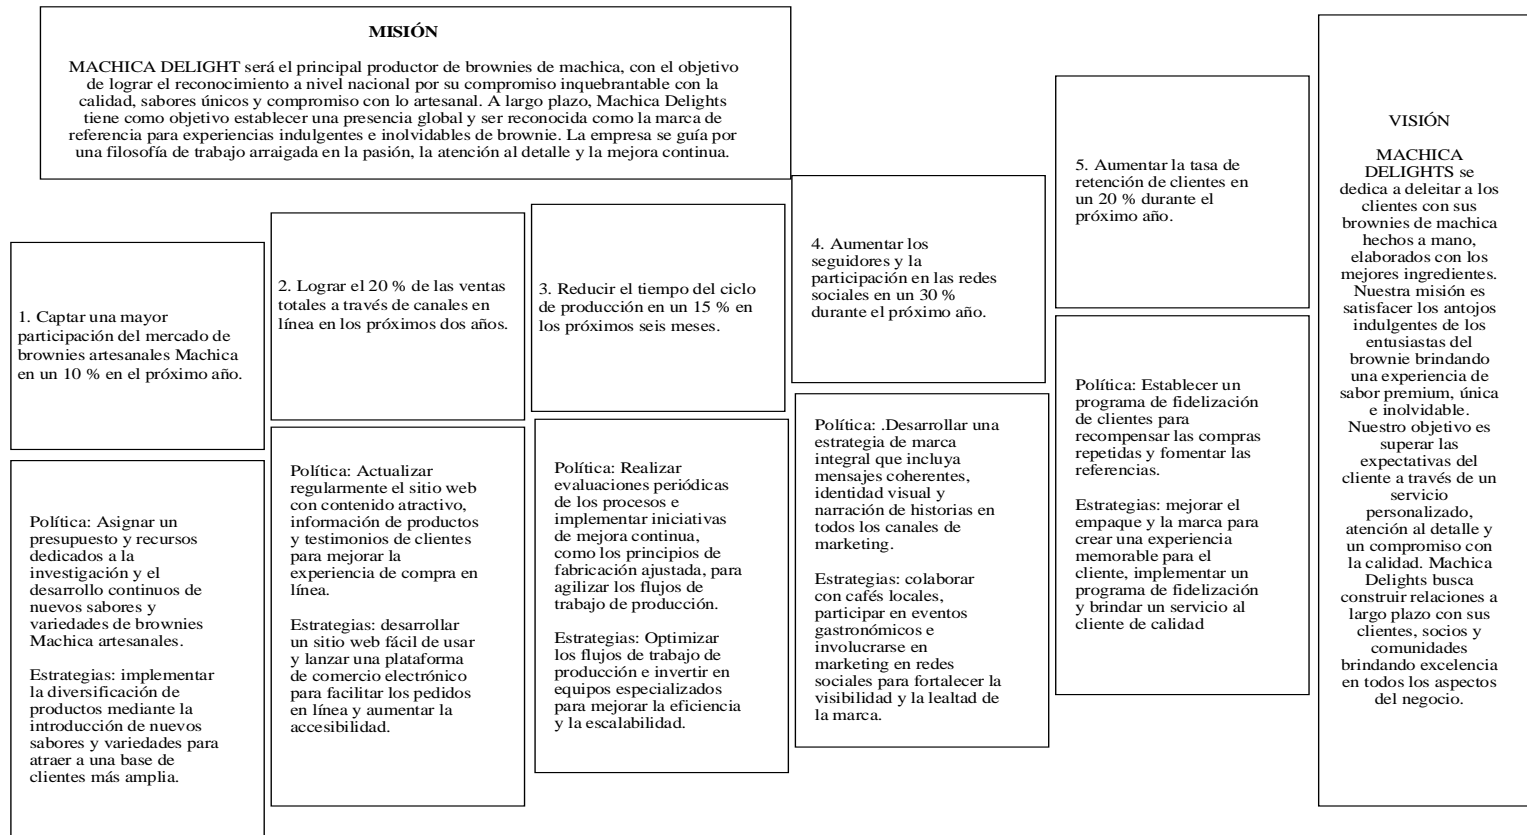 MISIÓN
MACHICA DELIGHT será el principal productor de brownies de machica, con el objetivo
de lograr el reconocimiento a nivel nacional por su compromiso inquebrantable con la
calidad, sabores únicos y compromiso con lo artesanal. A largo plazo, Machica Delights
tiene como objetivo establecer una presencia global y ser reconocida como la marca de
referencia para experiencias indulgentes e inolvidables de brownie. La empresa se guía por
una filosofía de trabajo arraigada en la pasión, la atención al detalle y la mejora continua.
1. Captar una mayor
participación del mercado de
brownies artesanales Machica
en un 10 % en el próximo año.
Política: Asignar un
presupuesto y recursos
dedicados a la
investigación y el
desarrollo continuos de
nuevos sabores y
variedades de brownies
Machica artesanales.
Estrategias: implementar
la diversificación de
productos mediante la
introducción de nuevos
sabores y variedades para
atraer a una base de
clientes más amplia.
2. Lograr el 20 % de las ventas
totales a través de canales en
línea en los próximos dos años.
Política: Actualizar
regularmente el sitio web
con contenido atractivo,
información de productos
y testimonios de clientes
para mejorar la
experiencia de compra en
línea.
Estrategias: desarrollar
un sitio web fácil de usar
y lanzar una plataforma
de comercio electrónico
para facilitar los pedidos
en línea y aumentar la
accesibilidad.
3. Reducir el tiempo del ciclo
de producción en un 15 % en
los próximos seis meses.
Política: Realizar
evaluaciones periódicas
de los procesos e
implementar iniciativas
de mejora continua,
como los principios de
fabricación ajustada, para
agilizar los flujos de
trabajo de producción.
Estrategias: Optimizar
los flujos de trabajo de
producción e invertir en
equipos especializados
para mejorar la eficiencia
y la escalabilidad.
4. Aumentar los
seguidores y la
participación en las redes
sociales en un 30 %
durante el próximo año.
Política: .Desarrollar una
estrategia de marca
integral que incluya
mensajes coherentes,
identidad visual y
narración de historias en
todos los canales de
marketing.
Estrategias: colaborar
con cafés locales,
participar en eventos
gastronómicos e
involucrarse en
marketing en redes
sociales para fortalecer la
visibilidad y la lealtad de
la marca.
5. Aumentar la tasa de
retención de clientes en
un 20 % durante el
próximo año.
Política: Establecer un
programa de fidelización
de clientes para
recompensar las compras
repetidas y fomentar las
referencias.
Estrategias: mejorar el
empaque y la marca para
crear una experiencia
memorable para el
cliente, implementar un
programa de fidelización
y brindar un servicio al
cliente de calidad
VISIÓN
MACHICA
DELIGHTS se
dedica a deleitar a los
clientes con sus
brownies de machica
hechos a mano,
elaborados con los
mejores ingredientes.
Nuestra misión es
satisfacer los antojos
indulgentes de los
entusiastas del
brownie brindando
una experiencia de
sabor premium, única
e inolvidable.
Nuestro objetivo es
superar las
expectativas del
cliente a través de un
servicio
personalizado,
atención al detalle y
un compromiso con
la calidad. Machica
Delights busca
construir relaciones a
largo plazo con sus
clientes, socios y
comunidades
brindando excelencia
en todos los aspectos
del negocio.